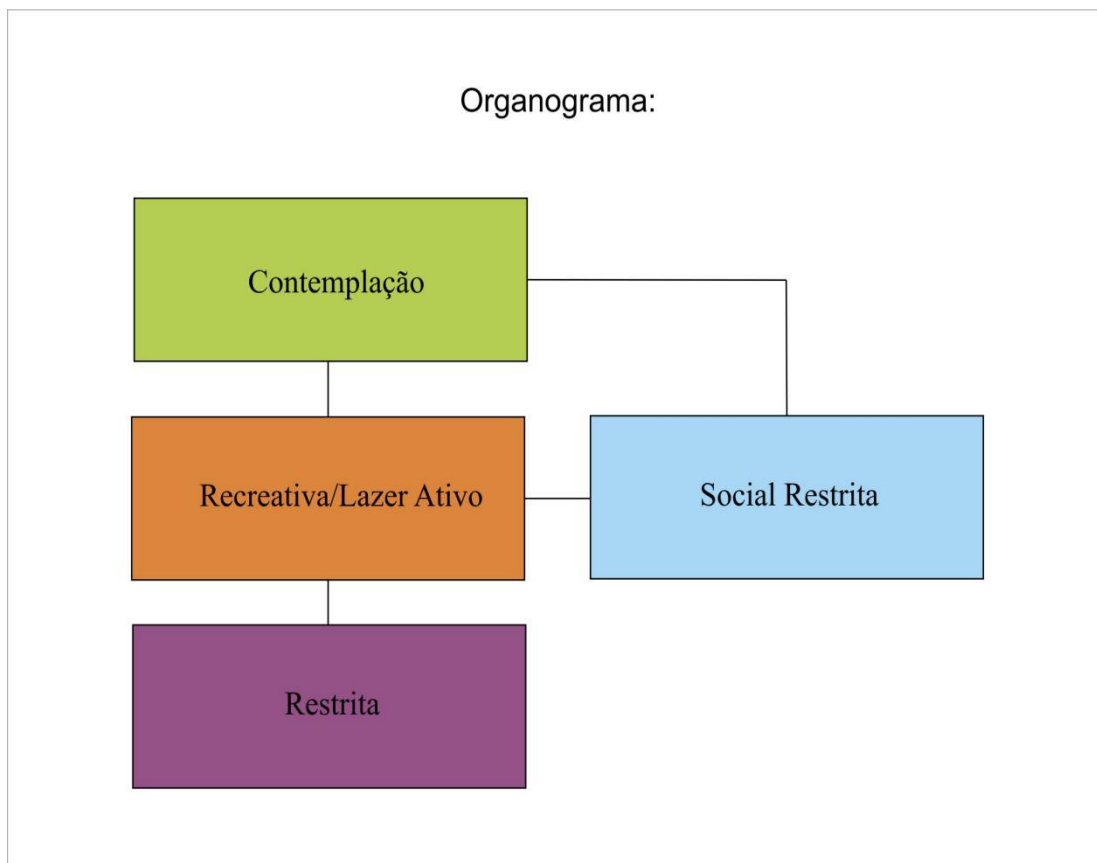 Organograma:
Contemplação
Recreativa/Lazer Ativo
Social Restrita
Restrita